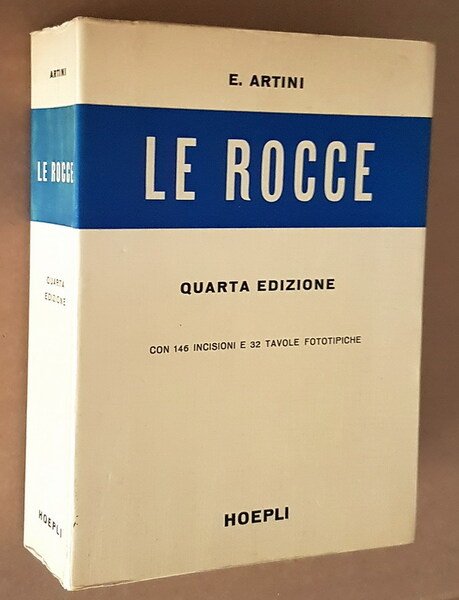 ARTINI
LE ROCCE
QUARTA
EDIZIONE
HOEPLI
E. ARTINI
LE ROCCE
QUARTA EDIZIONE
CON 146 INCISIONI E 32 TAVOLE FOTOTIPICHE
HOEPLI